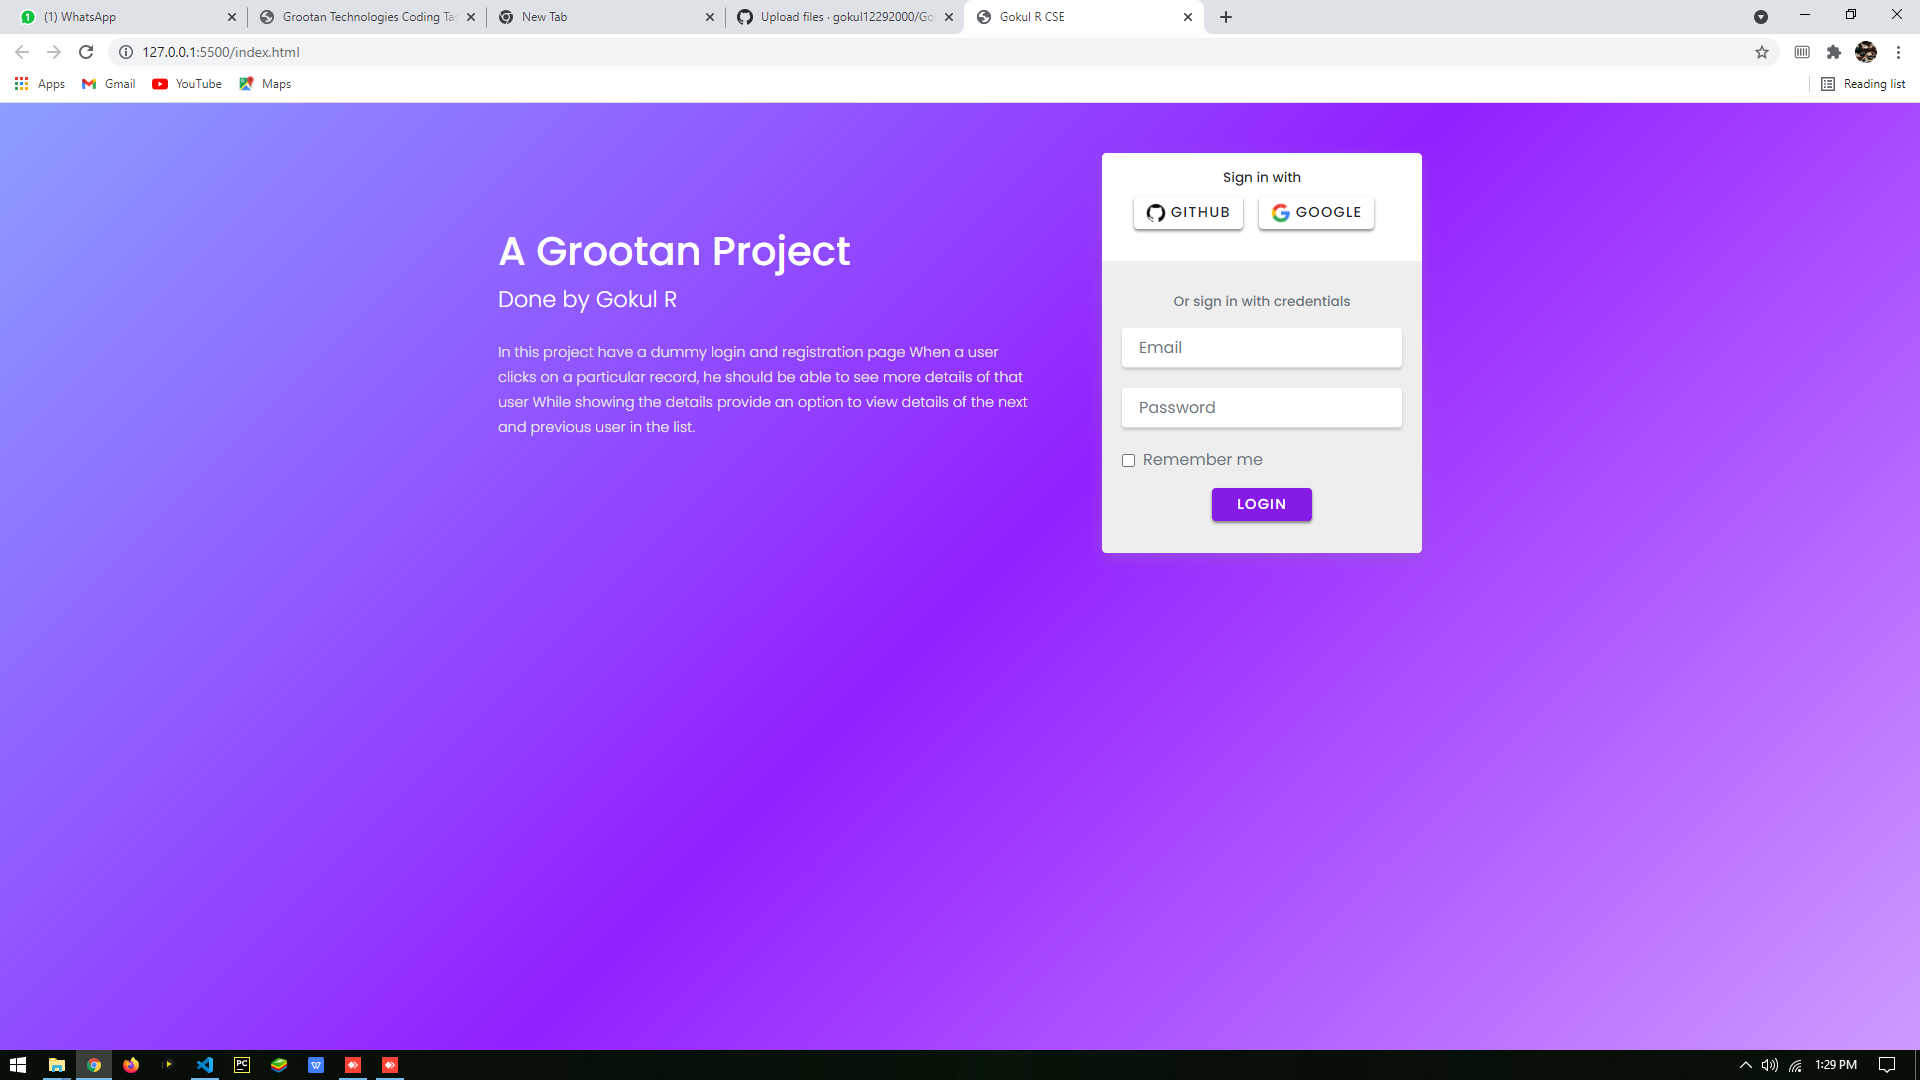 (1) WhatsApp
Grootan Technologies Coding Tas
New Tab
Upload files · gokul12292000/Go
Gokul R CSE
127.0.0.1:5500/index.html
Apps
Gmail
YouTube
Maps
Reading list
Sign in with
GITHUB
GOOGLE
A Grootan Project
Done by Gokul R
In this project have a dummy login and registration page When a user
clicks on a particular record, he should be able to see more details of that
user While showing the details provide an option to view details of the next
and previous user in the list.
Or sign in with credentials
Email
Password
Remember me
LOGIN
PC
W
1:29 PM